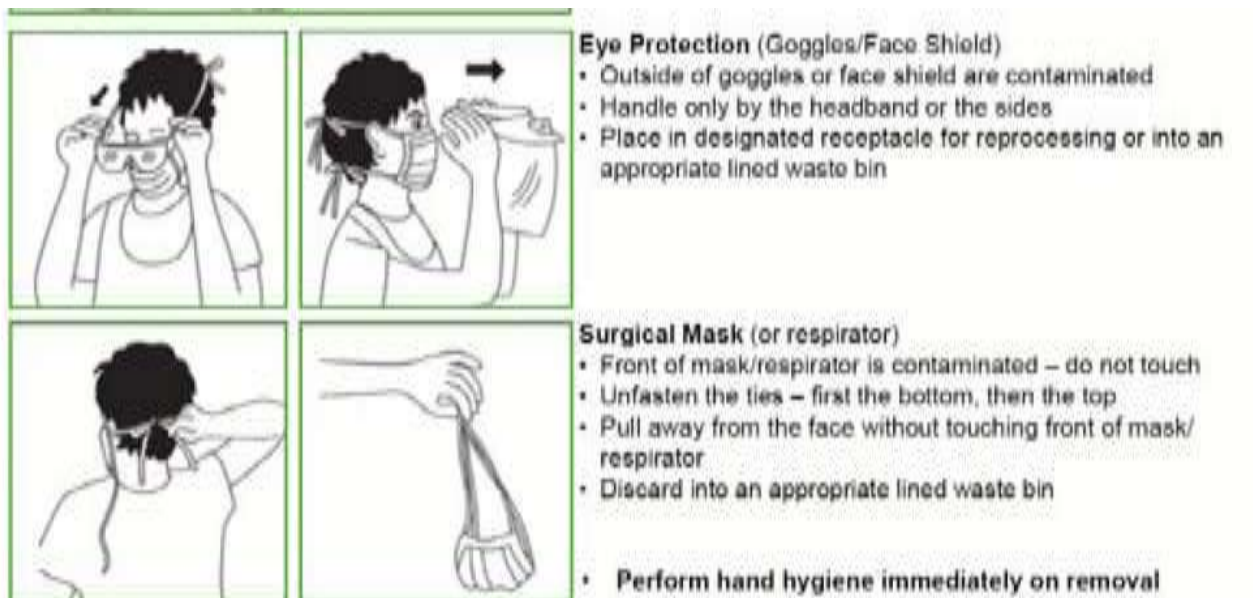 Eye Protection (Goggles/Face Shield)
• Outside of goggles or face shield are contaminated
• Handle only by the headband or the sides
• Place in designated receptacle for reprocessing or into an
appropriate lined waste bin
Surgical Mask (or respirator)
• Front of mask/respirator is contaminated – do not touch
• Unfasten the ties – first the bottom, then the top
• Pull away from the face without touching front of mask/
respirator
• Discard into an appropriate lined waste bin
• Perform hand hygiene immediately on removal